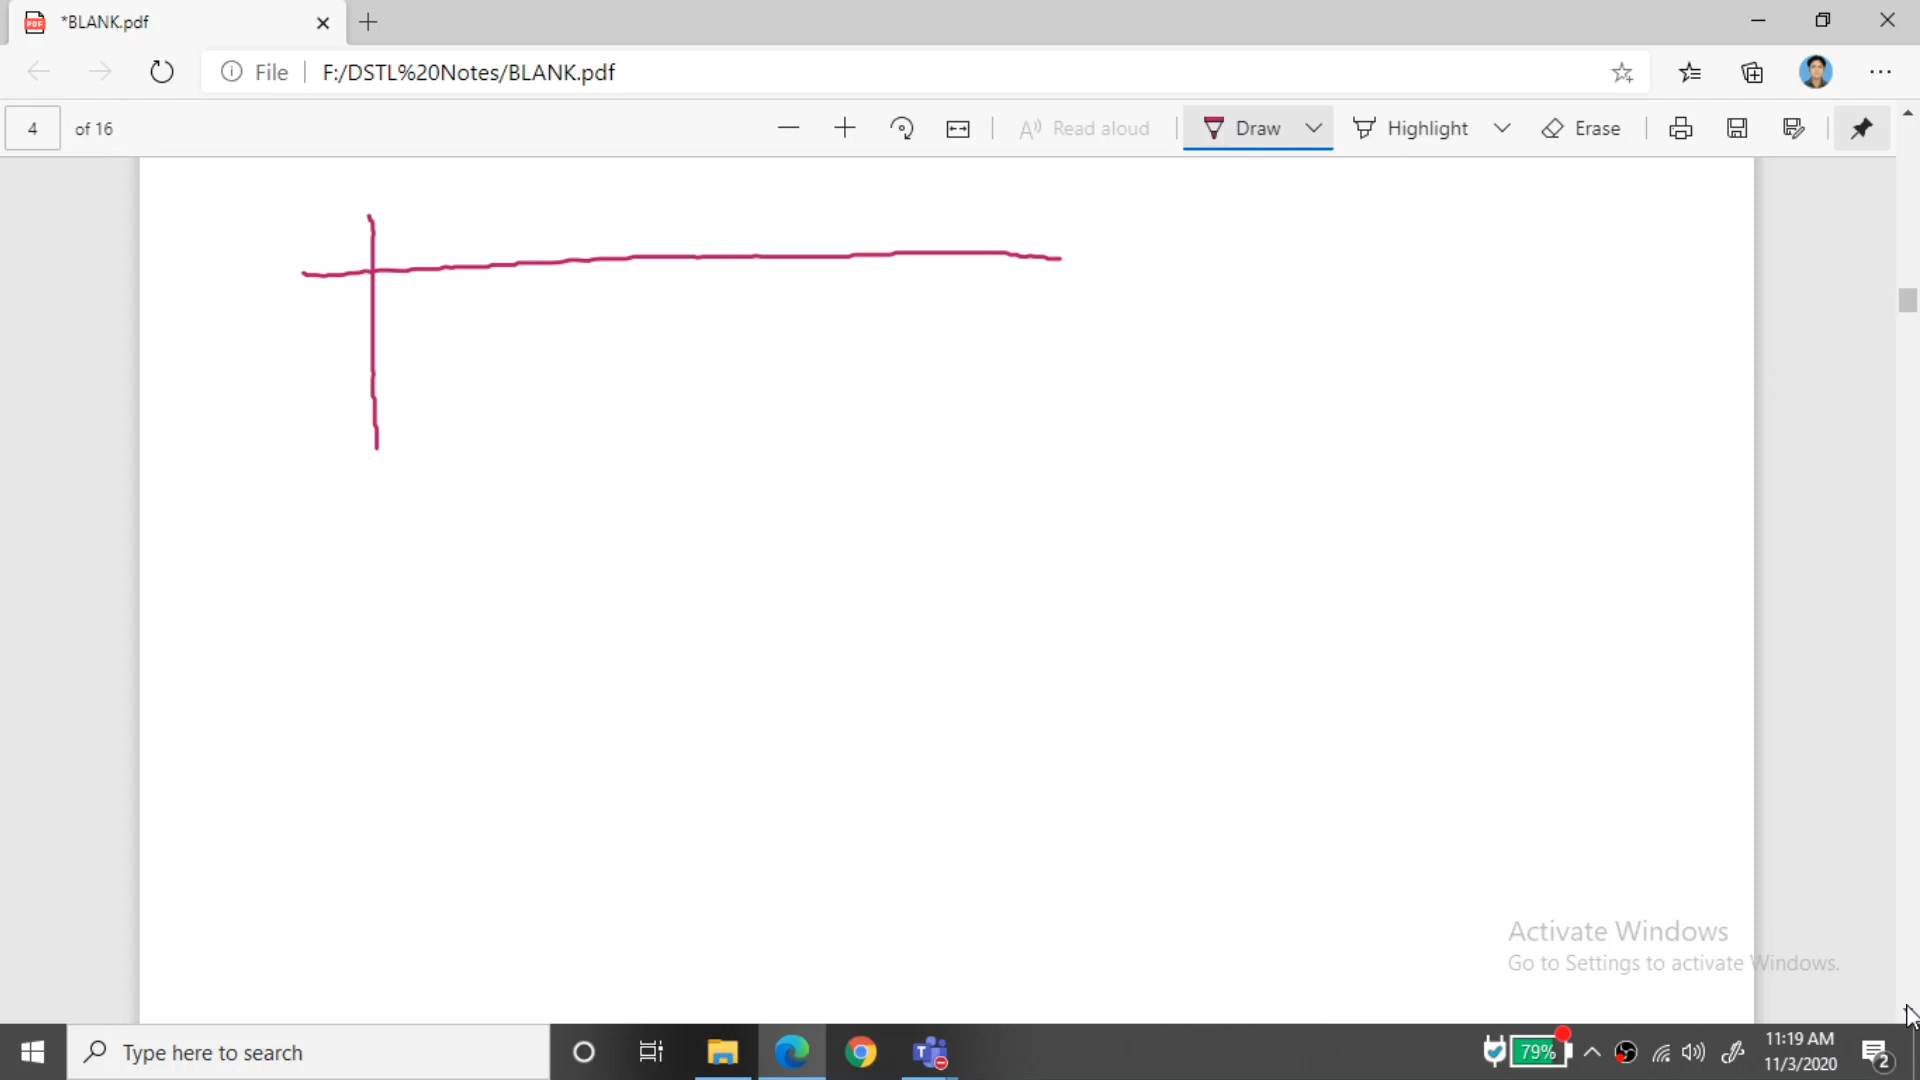 *BLANK.pdf
File F:/DSTL%20Notes/BLANK.pdf
4 of 16 Read aloud Draw Highlight Erase
Activate Windows
Go to Settings to activate Windows.
Type here to search
79%
11:19 AM
11/3/2020
2